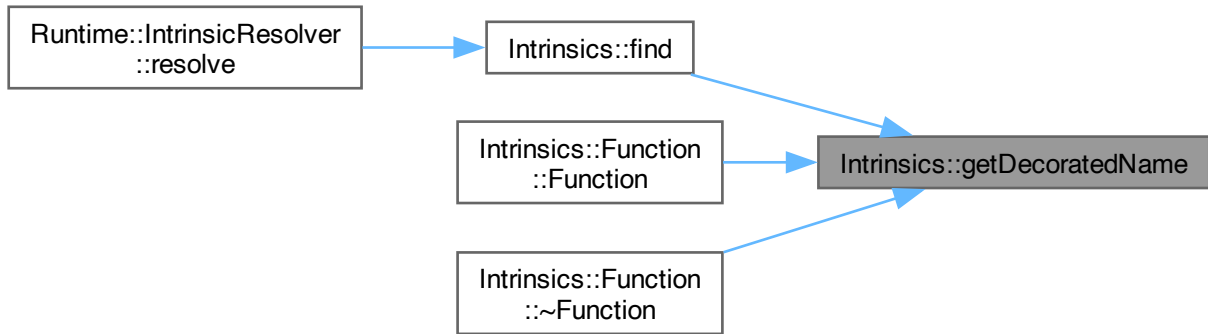 Runtime::IntrinsicResolver
::resolve
Intrinsics::find
Intrinsics::Function
::Function
Intrinsics::getDecoratedName
Intrinsics::Function
::~Function